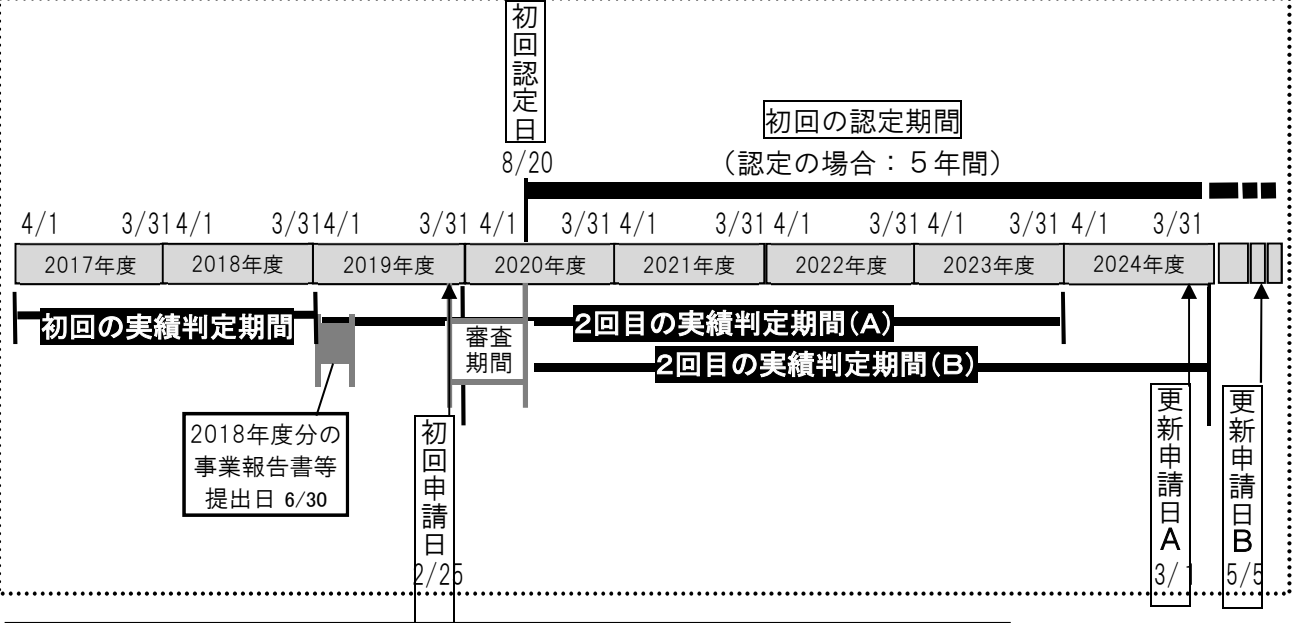 初回認定日
8/20
初回の認定期間
（認定の場合：５年間）
4/1 3/31 4/1 3/31 4/1 3/31 4/1 3/31 4/1 3/31 4/1 3/31 4/1 3/31 4/1 3/31
2017年度 2018年度 2019年度 2020年度 2021年度 2022年度 2023年度 2024年度
初回の実績判定期間
2回目の実績判定期間(A)
審査
期間
2回目の実績判定期間(B)
2018年度分の
事業報告書等
提出日 6/30
初回申請日
2/25
更新申請日A
3/1
更新申請日B
5/5